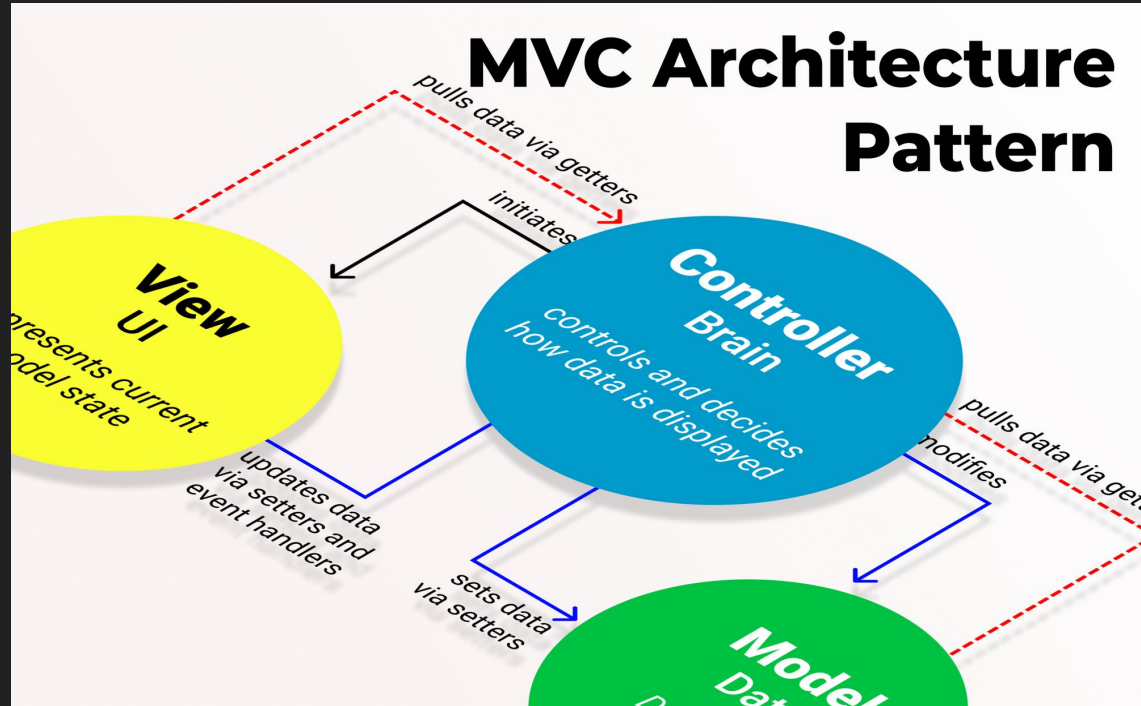 MVC Architecture
Pattern
pulls data via getters
initiates
View
UI
presents current
model state
Controller
Brain
controls and decides
how data is displayed
pulls data via
modifies
updates data
via setters and
event handlers
sets data
via setters
Model